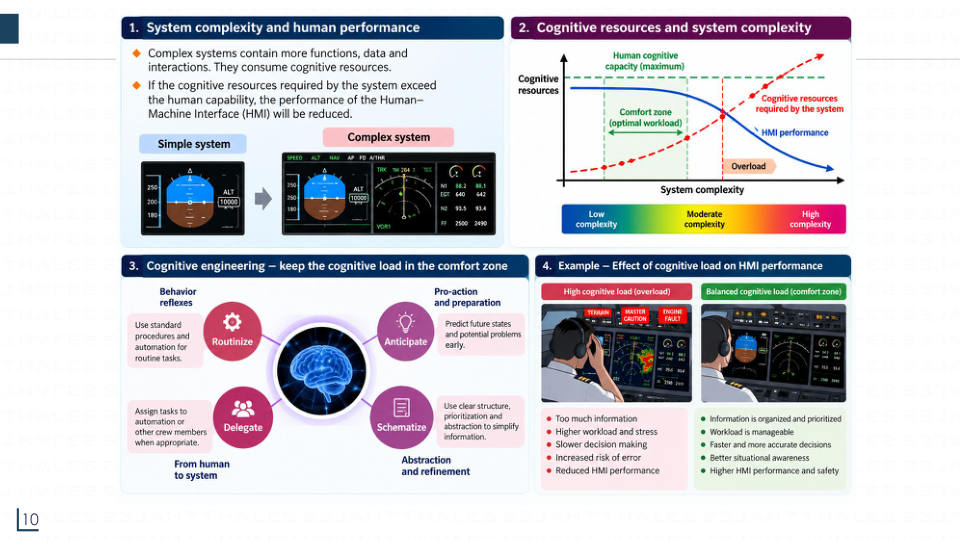 1. System complexity and human performance
Complex systems contain more functions, data and
interactions. They consume cognitive resources.
If the cognitive resources required by the system exceed
the human capability, the performance of the Human–
Machine Interface (HMI) will be reduced.
Simple system
250
200
180
ALT
10000
Complex system
SPEED ALT NAV AP FD A/THR
250
200
180
ALT
10000
TRK
VOR1
N1 88.2 88.1
EGT 640 642
N2 93.5 93.4
FF 2500 2490
2. Cognitive resources and system complexity
Cognitive
resources
Human cognitive
capacity (maximum)
Comfort zone
(optimal workload)
Cognitive resources
required by the system
HMI performance
Overload
System complexity
Low
complexity
Moderate
complexity
High
complexity
3. Cognitive engineering – keep the cognitive load in the comfort zone
Behavior
reflexes
Use standard
procedures and
automation for
routine tasks.
Routinize
Pro-action
and preparation
Anticipate
Predict future states
and potential problems
early.
Assign tasks to
automation or
other crew members
when appropriate.
Delegate
From human
to system
Schematize
Use clear structure,
prioritization and
abstraction to simplify
information.
Abstraction
and refinement
4. Example – Effect of cognitive load on HMI performance
High cognitive load (overload)
TERRAIN
MASTER
CAUTION
ENGINE
FAULT
Too much information
Higher workload and stress
Slower decision making
Increased risk of error
Reduced HMI performance
Balanced cognitive load (comfort zone)
Information is organized and prioritized
Workload is manageable
Faster and more accurate decisions
Better situational awareness
Higher HMI performance and safety
10